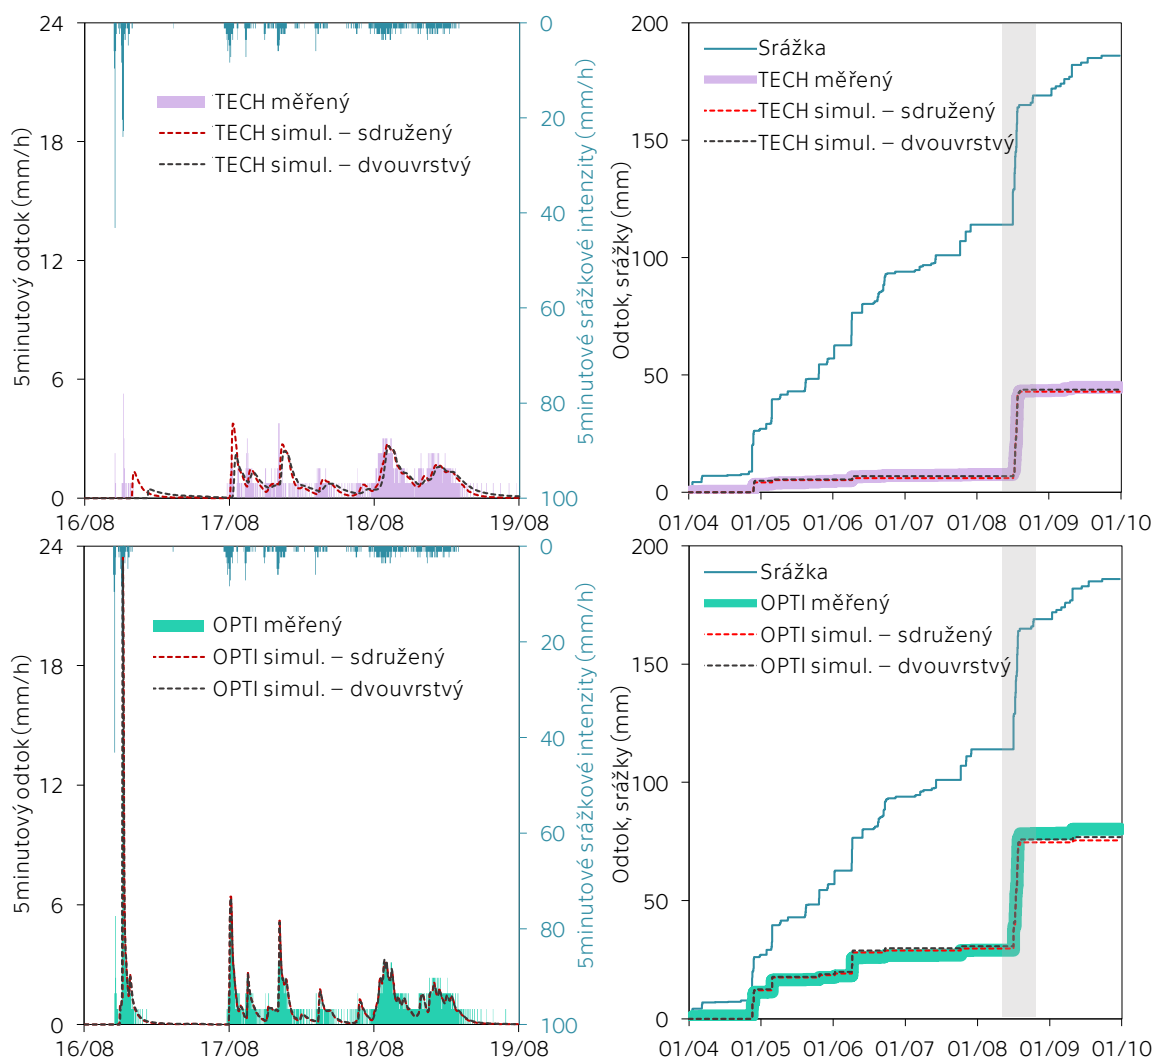 24
18
12
6
0
5minutový odtok (mm/h)
TECH měřený
TECH simul. – sdružený
TECH simul. – dvouvrstvý
0
20
40
60
80
100
5minutové srážkové intenzity (mm/h)
16/08 17/08 18/08 19/08
200
150
100
50
0
Odtok, srážky (mm)
Srážka
TECH měřený
TECH simul. – sdružený
TECH simul. – dvouvrstvý
01/04 01/05 01/06 01/07 01/08 01/09 01/10
24
18
12
6
0
5minutový odtok (mm/h)
OPTI měřený
OPTI simul. – sdružený
OPTI simul. – dvouvrstvý
0
20
40
60
80
100
5minutové srážkové intenzity (mm/h)
16/08 17/08 18/08 19/08
200
150
100
50
0
Odtok, srážky (mm)
Srážka
OPTI měřený
OPTI simul. – sdružený
OPTI simul. – dvouvrstvý
01/04 01/05 01/06 01/07 01/08 01/09 01/10